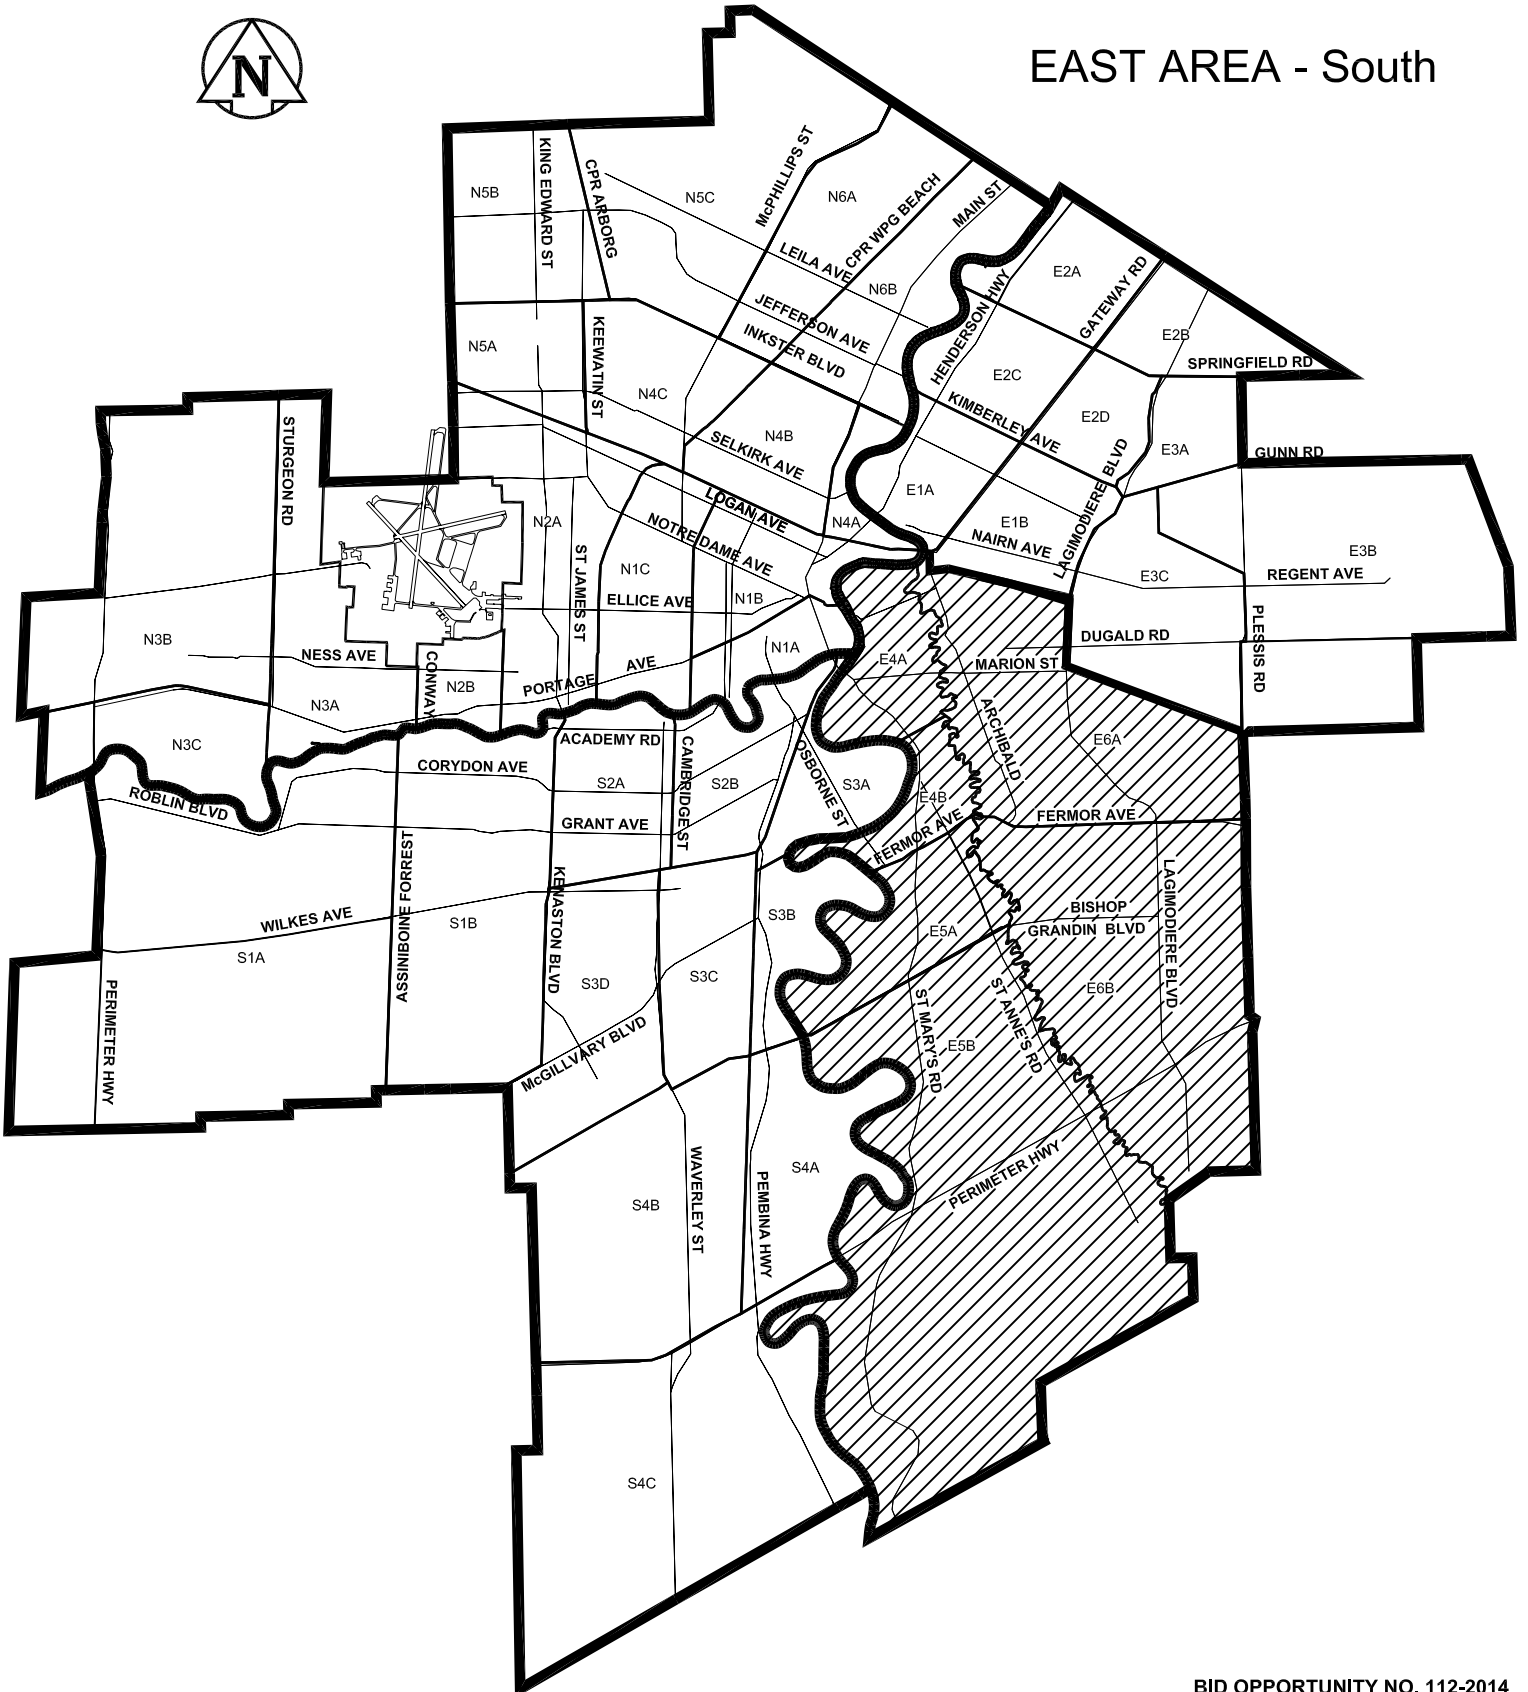 N
EAST AREA - South
N5B
KING EDWARD ST
CPR ARBORG
N5C
McPHILLIPS ST
N6A
CPR WPG BEACH
MAIN ST
LEILA AVE
N6B
JEFFERSON AVE
INKSTER BLVD
HENDERSON HWY
E2A
GATEWAY RD
E2B
SPRINGFIELD RD
N5A
KEEWATIN ST
N4C
N4B
SELKIRK AVE
E2C
KIMBERLEY AVE
E2D
LAGIMODIERE BLVD
E3A
GUNN RD
STURGEON RD
N2A
LOGAN AVE
NOTRE DAME AVE
N4A
E1A
E1B
NAIRN AVE
E3B
E3C
REGENT AVE
ST JAMES ST
N1C
ELLICE AVE
N1B
N3B
NESS AVE
CONWAY
N2B
PORTAGE
AVE
N1A
E4A
MARION ST
DUGALD RD
PLESSIS RD
N3A
N3C
ACADEMY RD
CAMBRIDGE ST
OSBORNE ST
ARCHIBALD
E6A
CORYDON AVE
S2A
S2B
S3A
E4B
ROBLIN BLVD
GRANT AVE
FERMOR AVE
FERMOR AVE
ASSINIBOINE FORREST
KENASTON BLVD
WILKES AVE
S1B
S1A
S3B
E5A
BISHOP
GRANDIN BLVD
LAGIMODIERE BLVD
PERIMETER HWY
S3D
S3C
McGILLVARY BLVD
ST MARY'S RD
ST ANNE'S RD
E6B
E5B
WAVERLEY ST
PEMBINA HWY
S4A
S4B
PERIMETER HWY
S4C
BID OPPORTUNITY NO. 112-2014